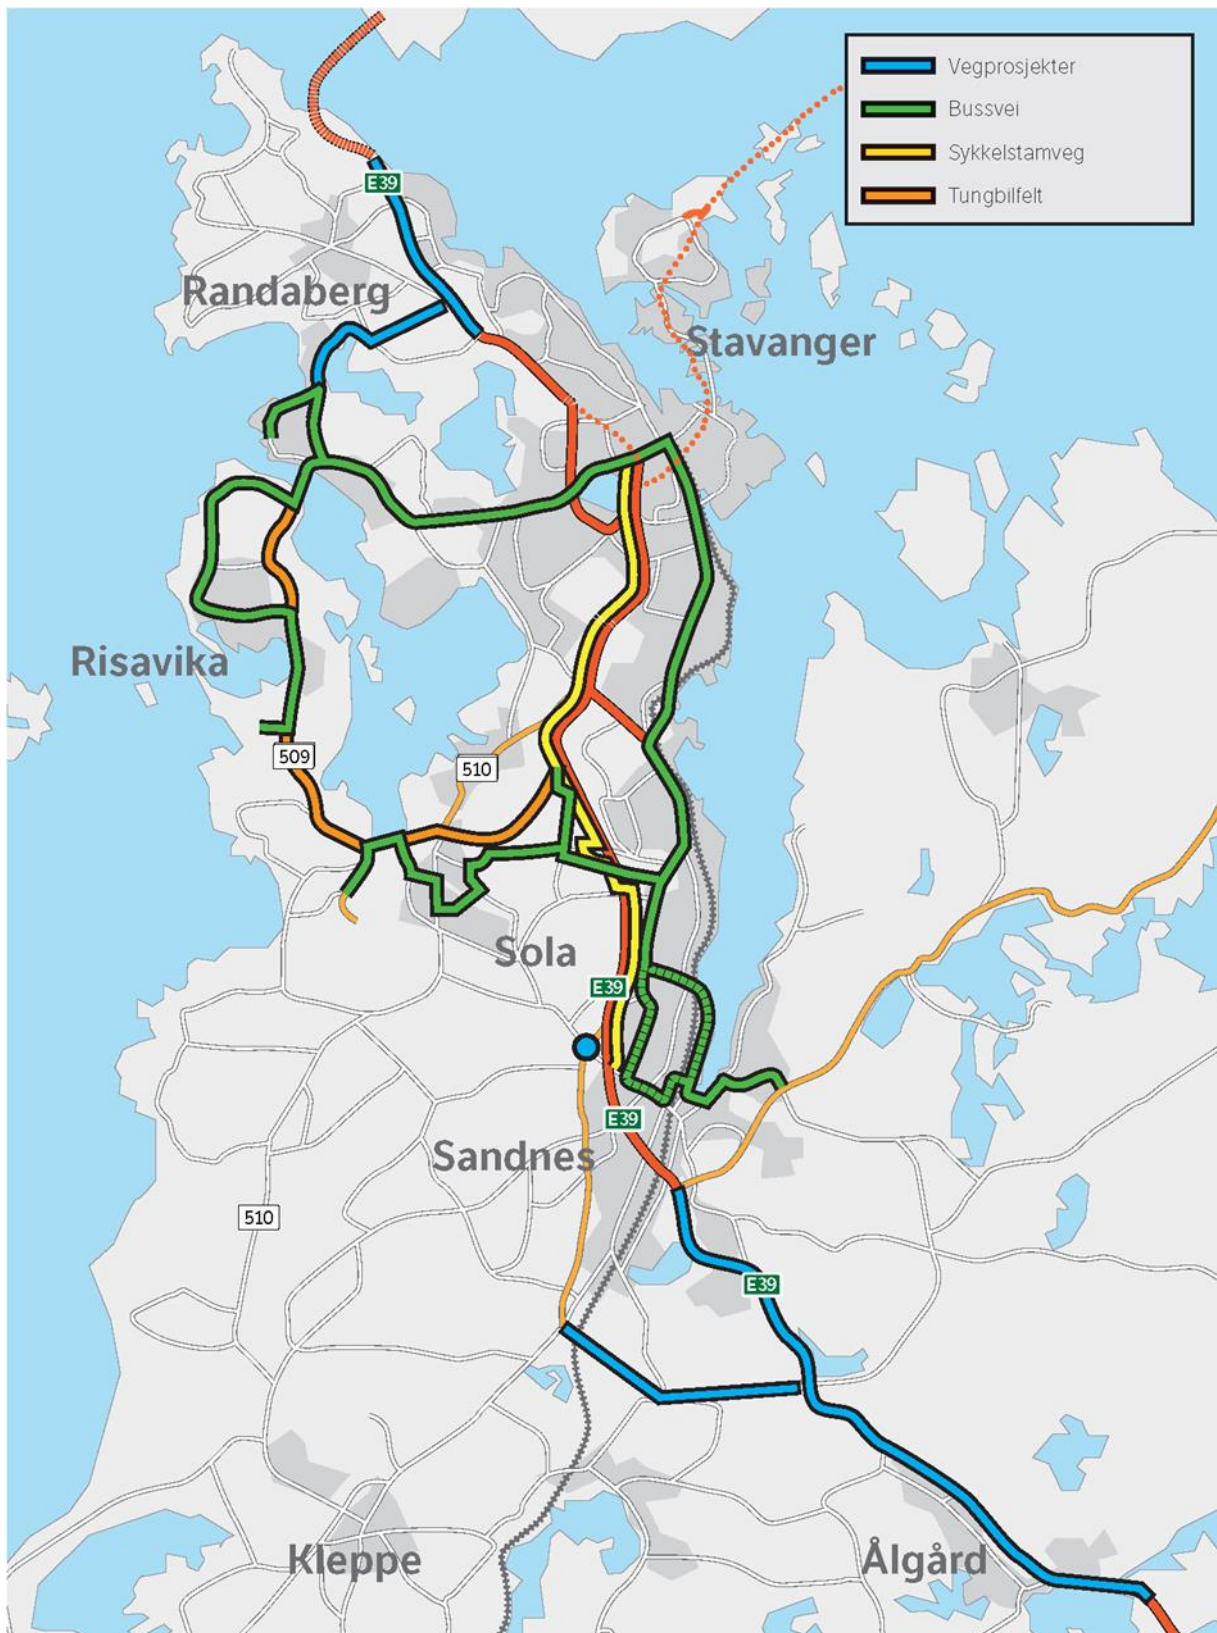 Vegprosjekter
Bussvei
Sykkelstamveg
Tungbilfelt
E39
Randaberg
Stavanger
Risavika
509
510
Sola
E39
E39
Sandnes
510
E39
Kleppe
Ålgård